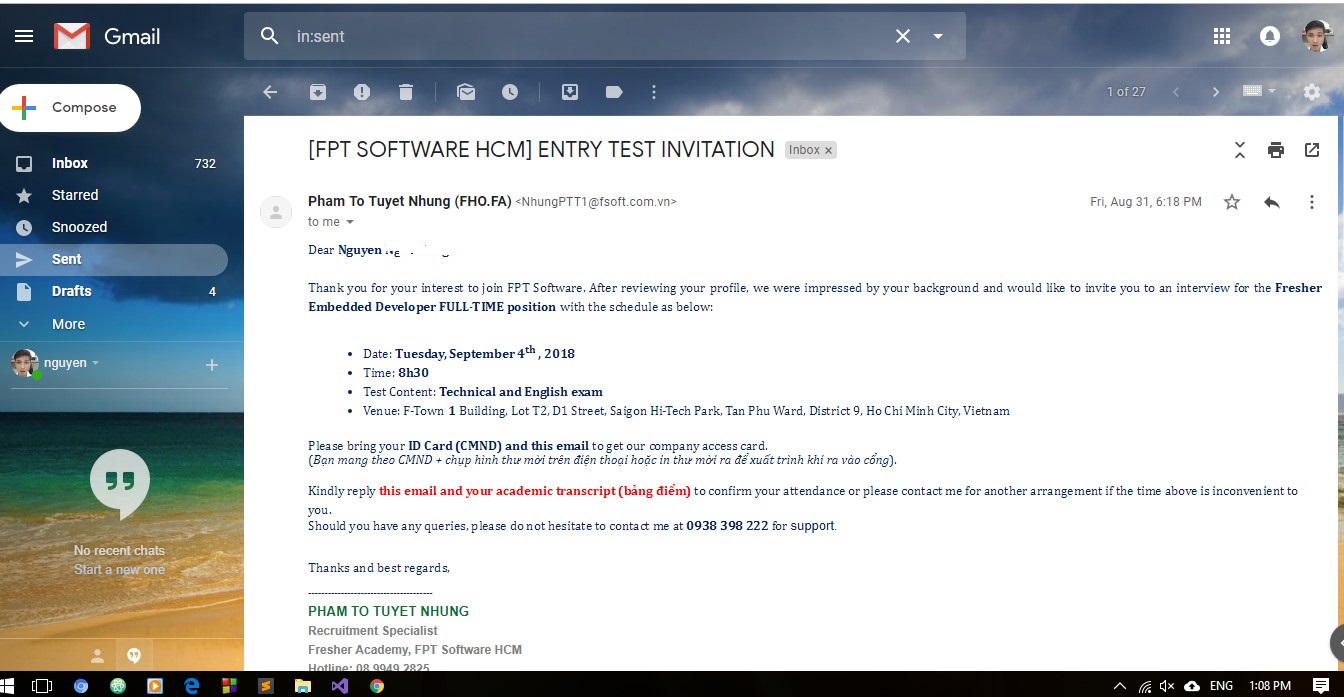 Gmail
in:sent
Compose
1 of 27
Inbox 732
Starred
Snoozed
Sent
Drafts 4
More
nguyen
No recent chats
Start a new one
[FPT SOFTWARE HCM] ENTRY TEST INVITATION Inbox x
Pham To Tuyet Nhung (FHO.FA) <NhungPTT1@fsoft.com.vn> Fri, Aug 31, 6:18 PM
to me
Dear Nguyen
Thank you for your interest to join FPT Software. After reviewing your profile, we were impressed by your background and would like to invite you to an interview for the Fresher
Embedded Developer FULL-TIME position with the schedule as below:
• Date: Tuesday, September 4th , 2018
• Time: 8h30
• Test Content: Technical and English exam
• Venue: F-Town 1 Building, Lot T2, D1 Street, Saigon Hi-Tech Park, Tan Phu Ward, District 9, Ho Chi Minh City, Vietnam
Please bring your ID Card (CMND) and this email to get our company access card.
(Bạn mang theo CMND + chụp hình thư mời trên điện thoại hoặc in thư mời ra để xuất trình khi ra vào cổng).
Kindly reply this email and your academic transcript (bảng điểm) to confirm your attendance or please contact me for another arrangement if the time above is inconvenient to
you.
Should you have any queries, please do not hesitate to contact me at 0938 398 222 for support.
Thanks and best regards,
--------------------------------------
PHAM TO TUYET NHUNG
Recruitment Specialist
Fresher Academy, FPT Software HCM
Hotline: 08 9949 2825
ENG 1:08 PM